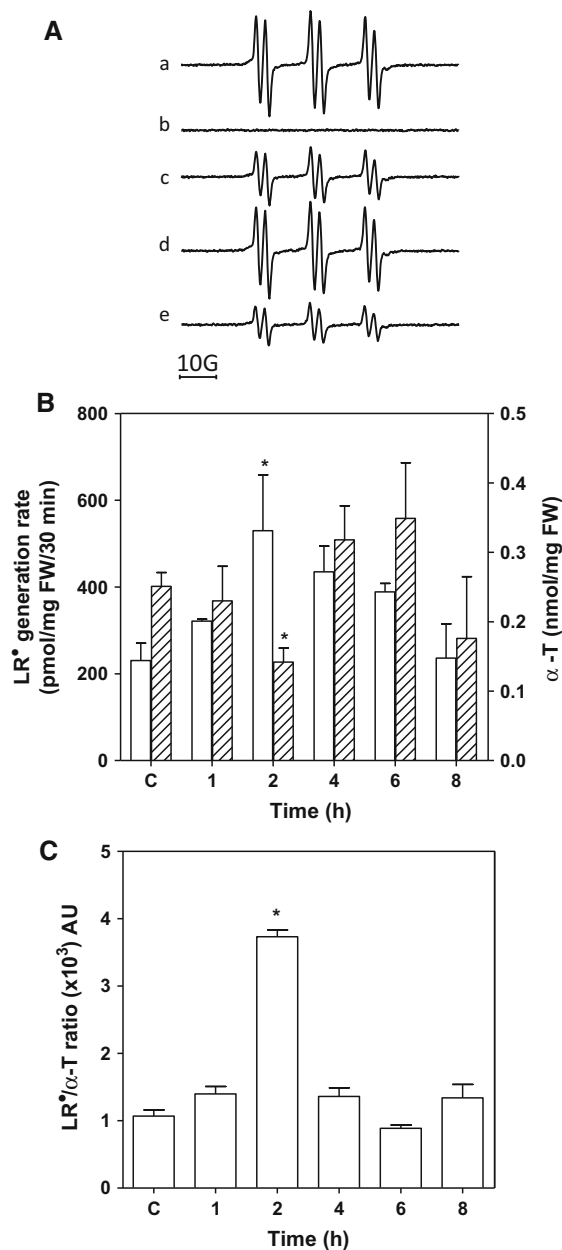 A
a
b
c
d
e
10G
B
800
600
400
200
0
LR• generation rate
(pmol/mg FW/30 min)
0.5
0.4
0.3
0.2
0.1
0.0
α -T (nmol/mg FW)
*
*
C 1 2 4 6 8
Time (h)
C
5
4
3
2
1
0
LR•/α-T ratio (x10³) AU
*
C 1 2 4 6 8
Time (h)